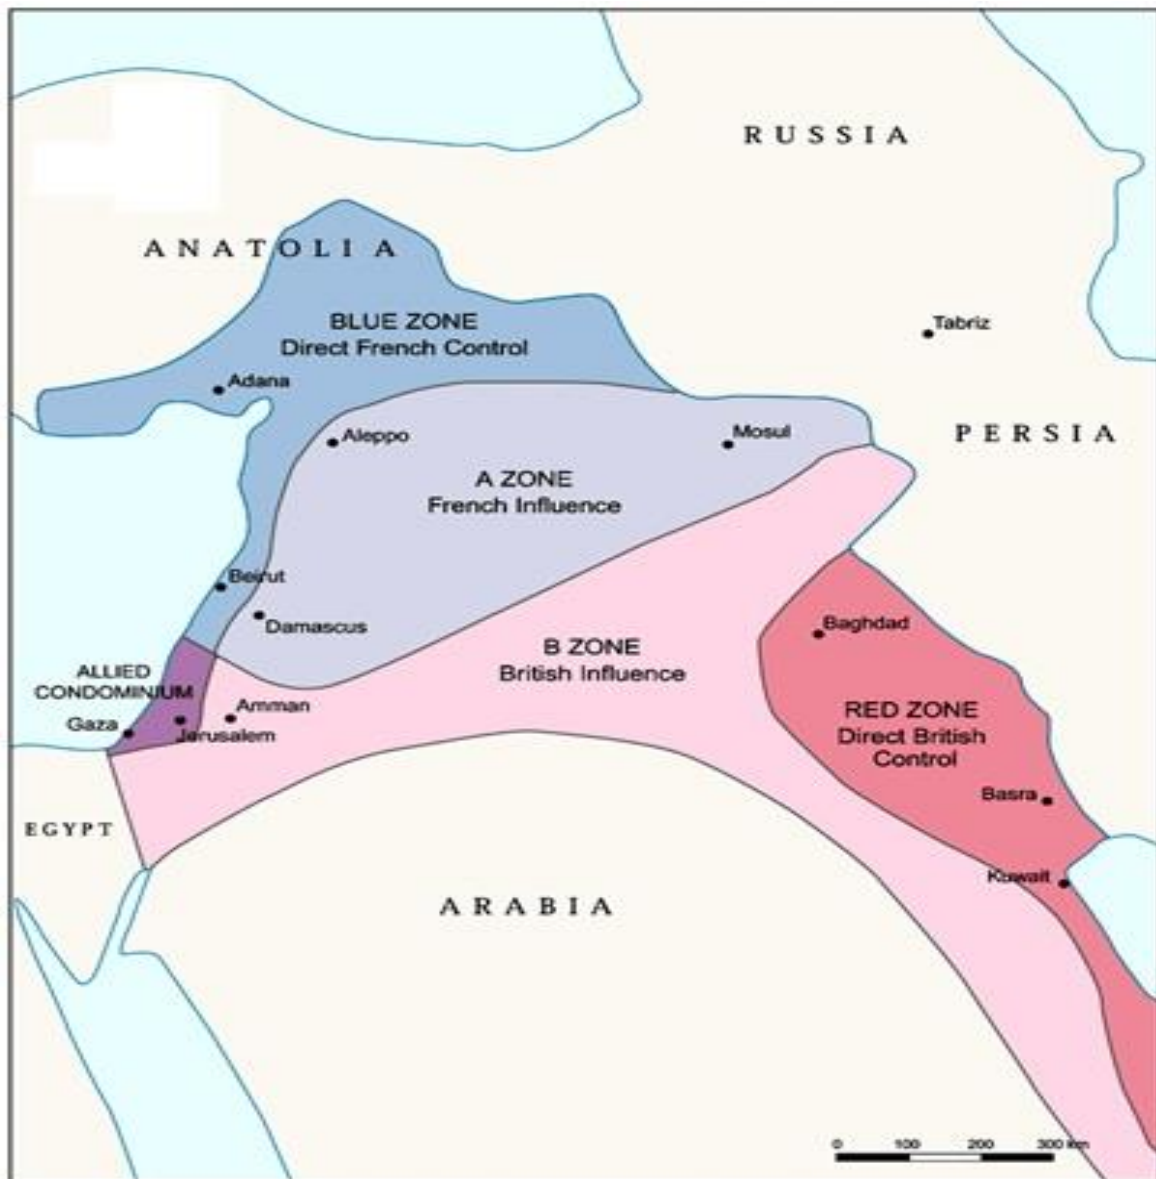 RUSSIA
ANATOLIA
BLUE ZONE
Direct French Control
Tabriz
Adana
Aleppo
Mosul
PERSIA
A ZONE
French Influence
Beirut
Damascus
Baghdad
B ZONE
British Influence
ALLIED
CONDOMINIUM
Amman
Gaza
Jerusalem
RED ZONE
Direct British
Control
Basra
EGYPT
Kuwait
ARABIA
0 100 200 300 km